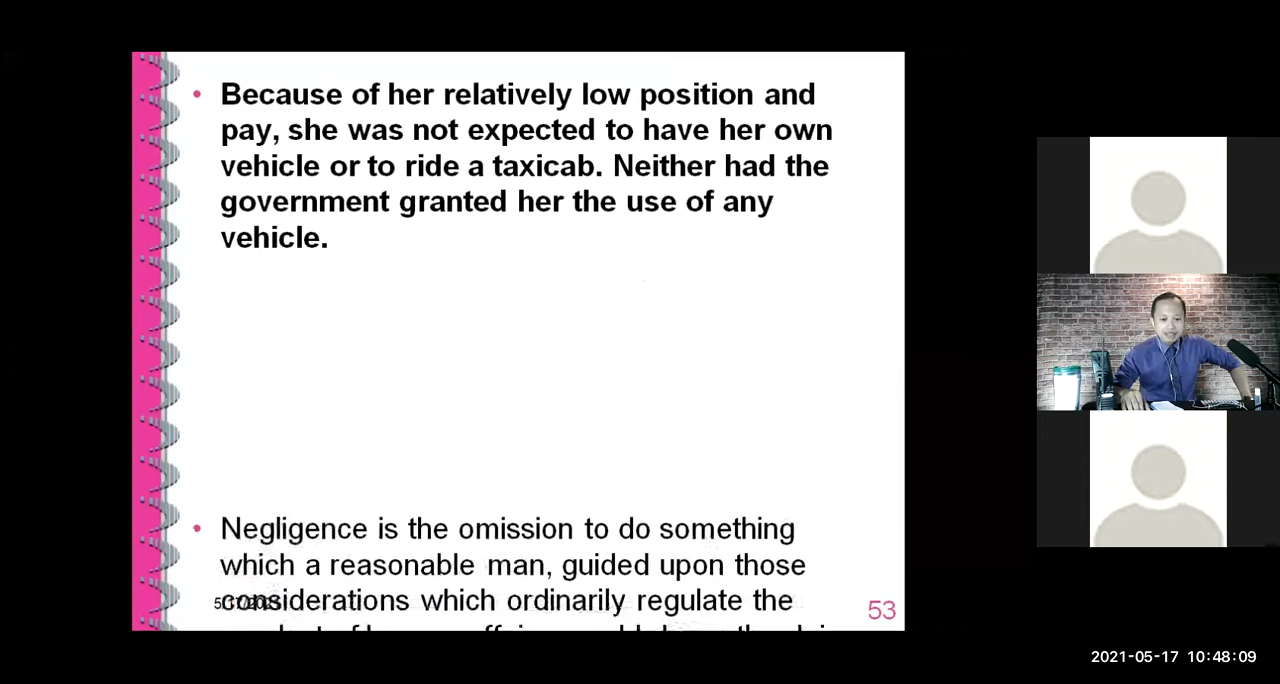 • Because of her relatively low position and
pay, she was not expected to have her own
vehicle or to ride a taxicab. Neither had the
government granted her the use of any
vehicle.
• Negligence is the omission to do something
which a reasonable man, guided upon those
considerations which ordinarily regulate the
53
2021-05-17 10:48:09